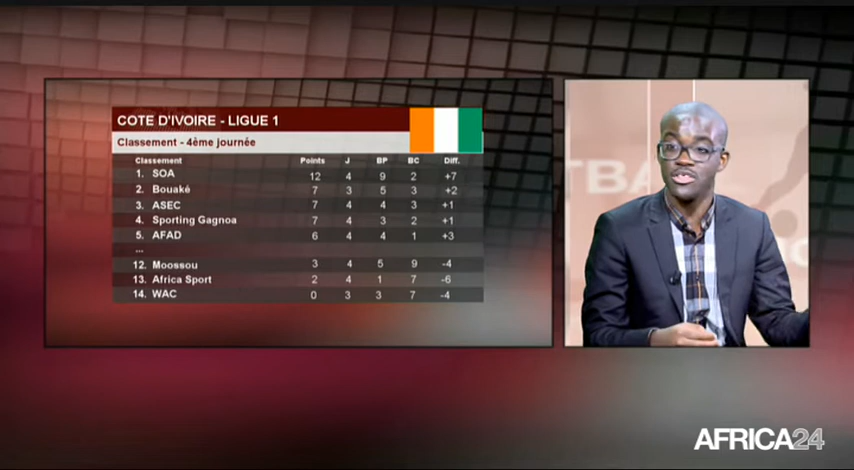 COTE D'IVOIRE - LIGUE 1
Classement - 4ème journée
Classement Points J BP BC Diff.
1. SOA 12 4 9 2 +7
2. Bouaké 7 3 5 3 +2
3. ASEC 7 4 4 3 +1
4. Sporting Gagnoa 7 4 3 2 +1
5. AFAD 6 4 4 1 +3
...
12. Moossou 3 4 5 9 -4
13. Africa Sport 2 4 1 7 -6
14. WAC 0 3 3 7 -4
AFRICA24